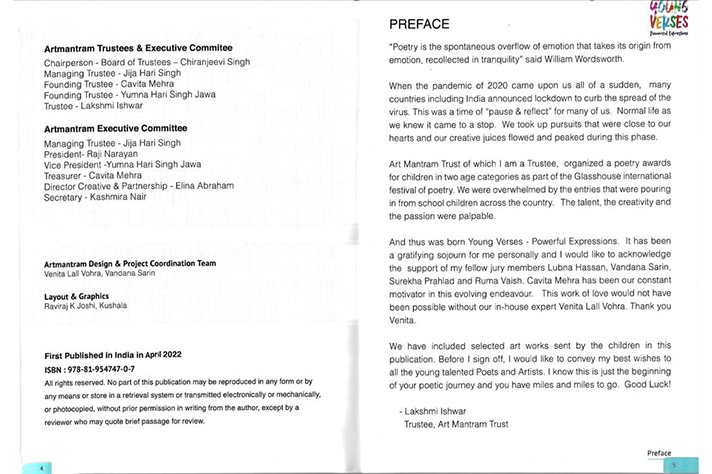 Artmantram Trustees & Executive Commitee
Chairperson - Board of Trustees – Chiranjeevi Singh
Managing Trustee - Jija Hari Singh
Founding Trustee - Cavita Mehra
Founding Trustee - Yumna Hari Singh Jawa
Trustee - Lakshmi Ishwar
Artmantram Executive Committee
Managing Trustee - Jija Hari Singh
President- Raji Narayan
Vice President -Yumna Hari Singh Jawa
Treasurer - Cavita Mehra
Director Creative & Partnership - Elina Abraham
Secretary - Kashmira Nair
Artmantram Design & Project Coordination Team
Venita Lall Vohra, Vandana Sarin
Layout & Graphics
Raviraj K Joshi, Kushala
First Published in India in April 2022
ISBN : 978-81-954747-0-7
All rights reserved. No part of this publication may be reproduced in any form or by
any means or store in a retrieval system or transmitted electronically or mechanically,
or photocopied, without prior permission in writing from the author, except by a
reviewer who may quote brief passage for review.
4
YOUNG
VERSES
Powerful Expressions
PREFACE
"Poetry is the spontaneous overflow of emotion that takes its origin from
emotion, recollected in tranquility" said William Wordsworth.
When the pandemic of 2020 came upon us all of a sudden, many
countries including India announced lockdown to curb the spread of the
virus. This was a time of "pause & reflect" for many of us. Normal life as
we knew it came to a stop. We took up pursuits that were close to our
hearts and our creative juices flowed and peaked during this phase.
Art Mantram Trust of which I am a Trustee, organized a poetry awards
for children in two age categories as part of the Glasshouse international
festival of poetry. We were overwhelmed by the entries that were pouring
in from school children across the country. The talent, the creativity and
the passion were palpable.
And thus was born Young Verses - Powerful Expressions. It has been
a gratifying sojourn for me personally and I would like to acknowledge
the support of my fellow jury members Lubna Hassan, Vandana Sarin,
Surekha Prahlad and Ruma Vaish. Cavita Mehra has been our constant
motivator in this evolving endeavour. This work of love would not have
been possible without our in-house expert Venita Lall Vohra. Thank you
Venita.
We have included selected art works sent by the children in this
publication. Before I sign off, I would like to convey my best wishes to
all the young talented Poets and Artists. I know this is just the beginning
of your poetic journey and you have miles and miles to go. Good Luck!
- Lakshmi Ishwar
Trustee, Art Mantram Trust
Preface
5